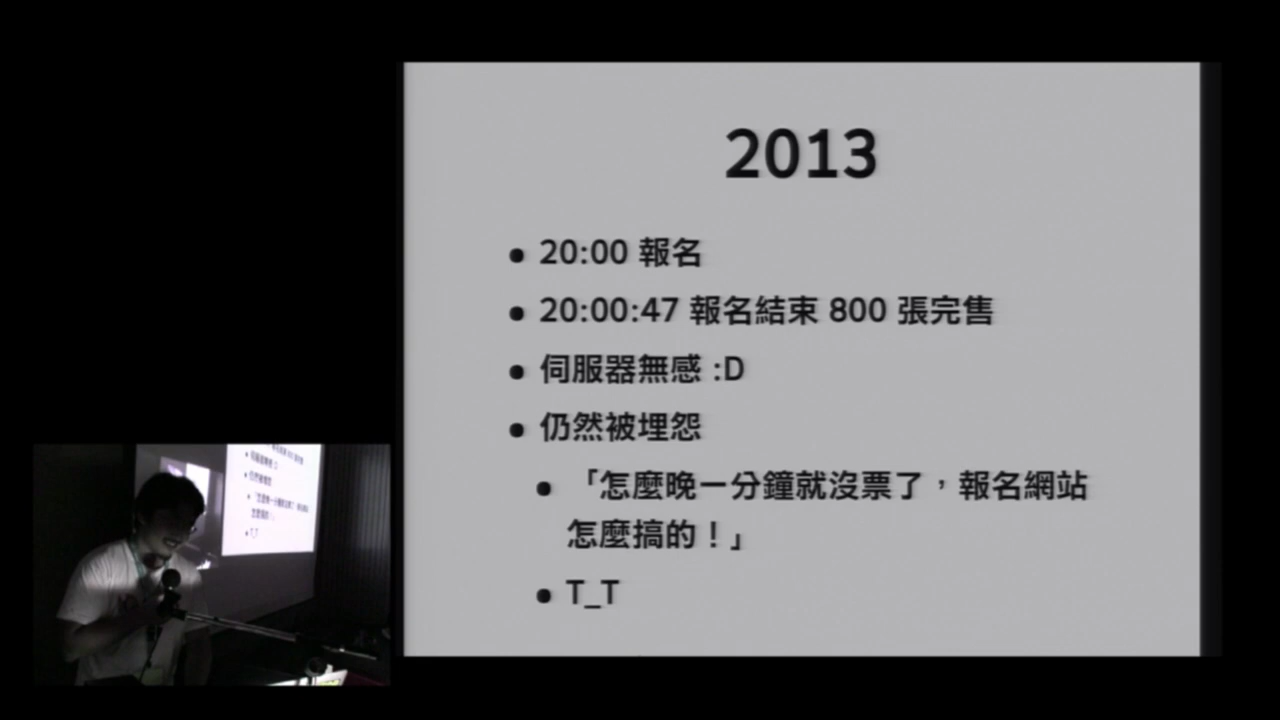 2013
• 20:00 報名
• 20:00:47 報名結束 800 張完售
• 伺服器無感 :D
• 仍然被埋怨
• 「怎麼晚一分鐘就沒票了，報名網站
怎麼搞的！」
• T_T